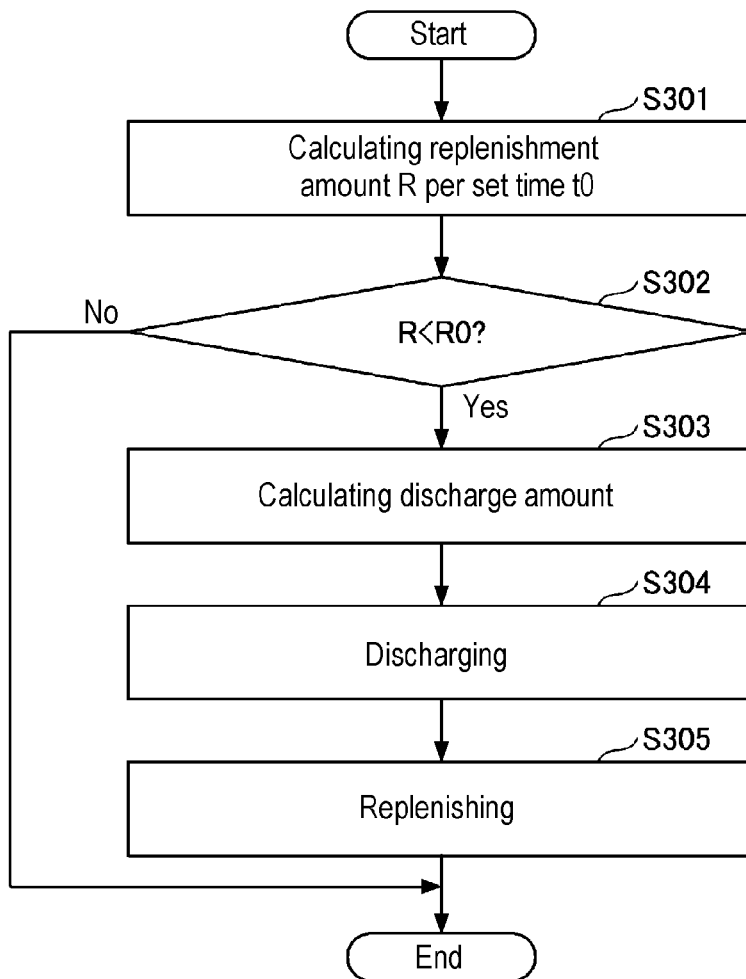 Start
S301
Calculating replenishment
amount R per set time t0
S302
No
R<R0?
Yes
S303
Calculating discharge amount
S304
Discharging
S305
Replenishing
End